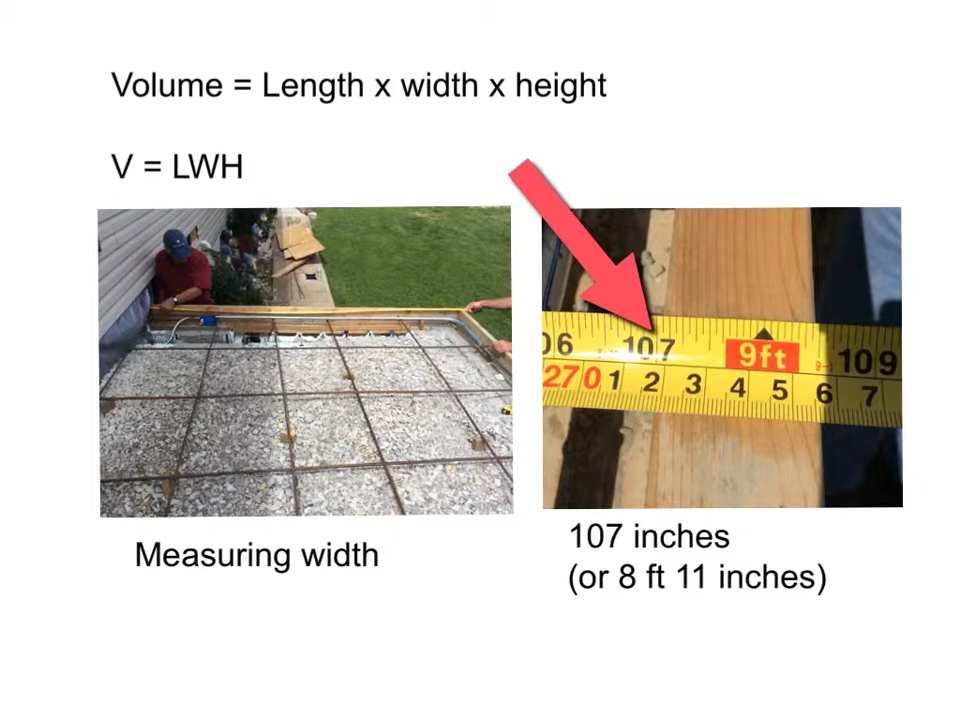 Volume = Length x width x height
V = LWH
06 107 9ft 109
270 1 2 3 4 5 6 7
Measuring width
107 inches
(or 8 ft 11 inches)